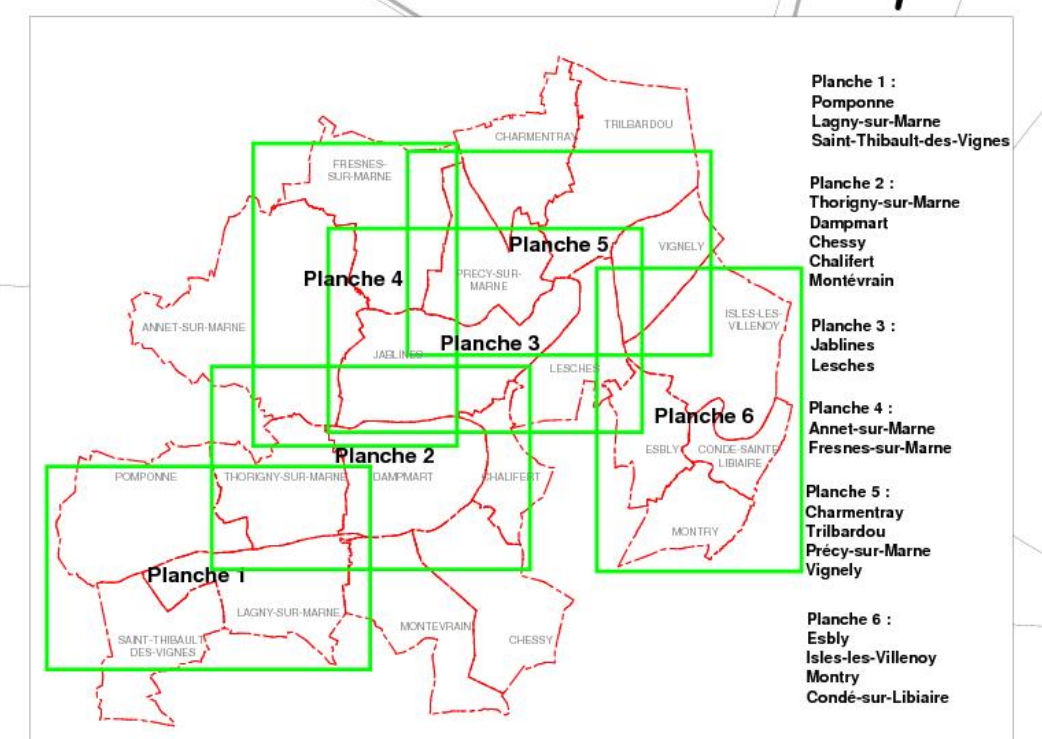 CHARMENTRAY
TRILBARDOU
FRESNES-
SUR-MARNE
Planche 5
VIGNELY
Planche 4
PRECY-SUR-
MARNE
ANNET-SUR-MARNE
ISLES-LES-
VILLENOY
Planche 3
JABLINES
LESCHES
Planche 6
Planche 2
ESBLY
CONDE-SAINTE-
LIBIAIRE
POMPONNE
THORIGNY-SUR-MARNE
DAMPMART
CHALIFERT
MONTRY
Planche 1
LAGNY-SUR-MARNE
MONTEVRAIN
SAINT-THIBAULT
DES-VIGNES
CHESSY
Planche 1 :
Pomponne
Lagny-sur-Marne
Saint-Thibault-des-Vignes
Planche 2 :
Thorigny-sur-Marne
Dampmart
Chessy
Chalifert
Montévrain
Planche 3 :
Jablines
Lesches
Planche 4 :
Annet-sur-Marne
Fresnes-sur-Marne
Planche 5 :
Charmentray
Trilbardou
Précy-sur-Marne
Vignely
Planche 6 :
Esbly
Isles-les-Villenoy
Montry
Condé-sur-Libiaire